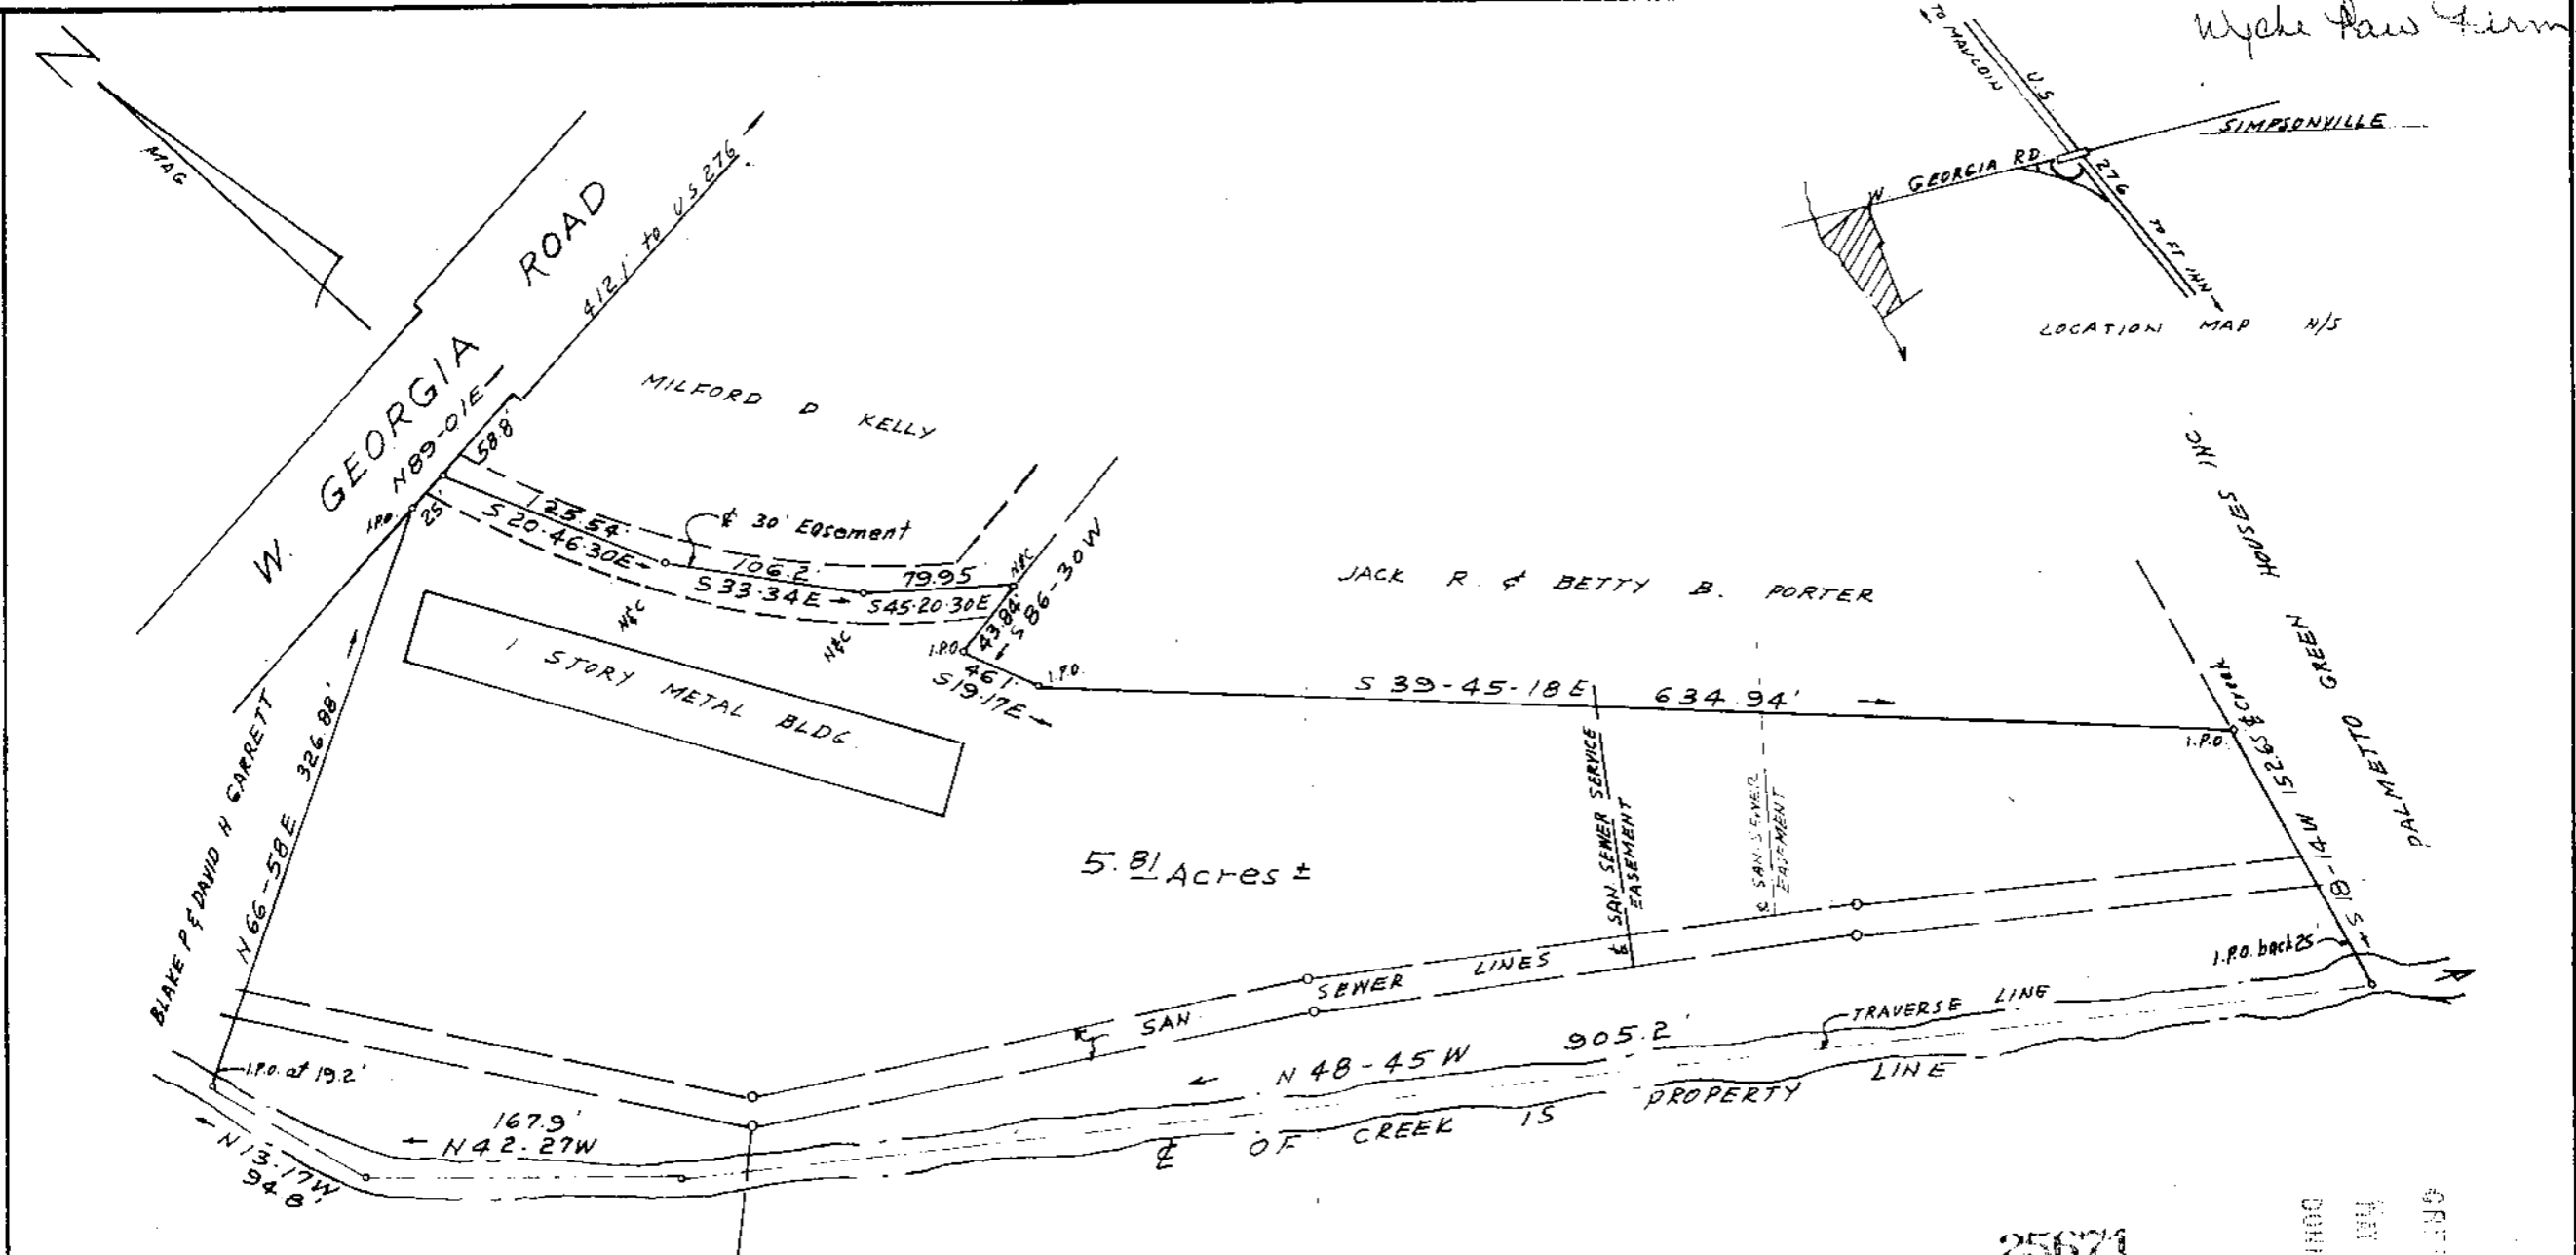 Wyche Law Firm
N
MAG
TO MAULDIN
U.S.
276
TO FT INN
SIMPSONVILLE
W. GEORGIA RD.
LOCATION MAP N/S
W. GEORGIA ROAD
412.1' to US 276
N89-01E
58.8'
25'
I.P.O.
MILFORD D KELLY
125.54'
S 20-46-30E
℄ 30' Easement
106.2'
S 33-34E
79.95
S45-20-30E
N&C
N&C
N&C
43.84'
S 86-30W
I.P.O.
46.1'
S19-17E
I.P.O.
1 STORY METAL BLDG.
JACK R. & BETTY B. PORTER
S 39-45-18E
634.94'
I.P.O.
PALMETTO GREEN HOUSES INC.
152.65
S 18-14W
I.P.O. back 25'
BLAKE P & DAVID H GARRETT
N66-58E 326.88'
5.81 Acres ±
℄ SAN SEWER SERVICE
EASEMENT
℄ SAN. SEWER
EASEMENT
SAN. SEWER LINES
TRAVERSE LINE
N 48-45 W 905.2'
℄ OF CREEK IS PROPERTY LINE
I.P.O. at 19.2'
167.9'
N42-27W
N13-17W
94.8'
25671